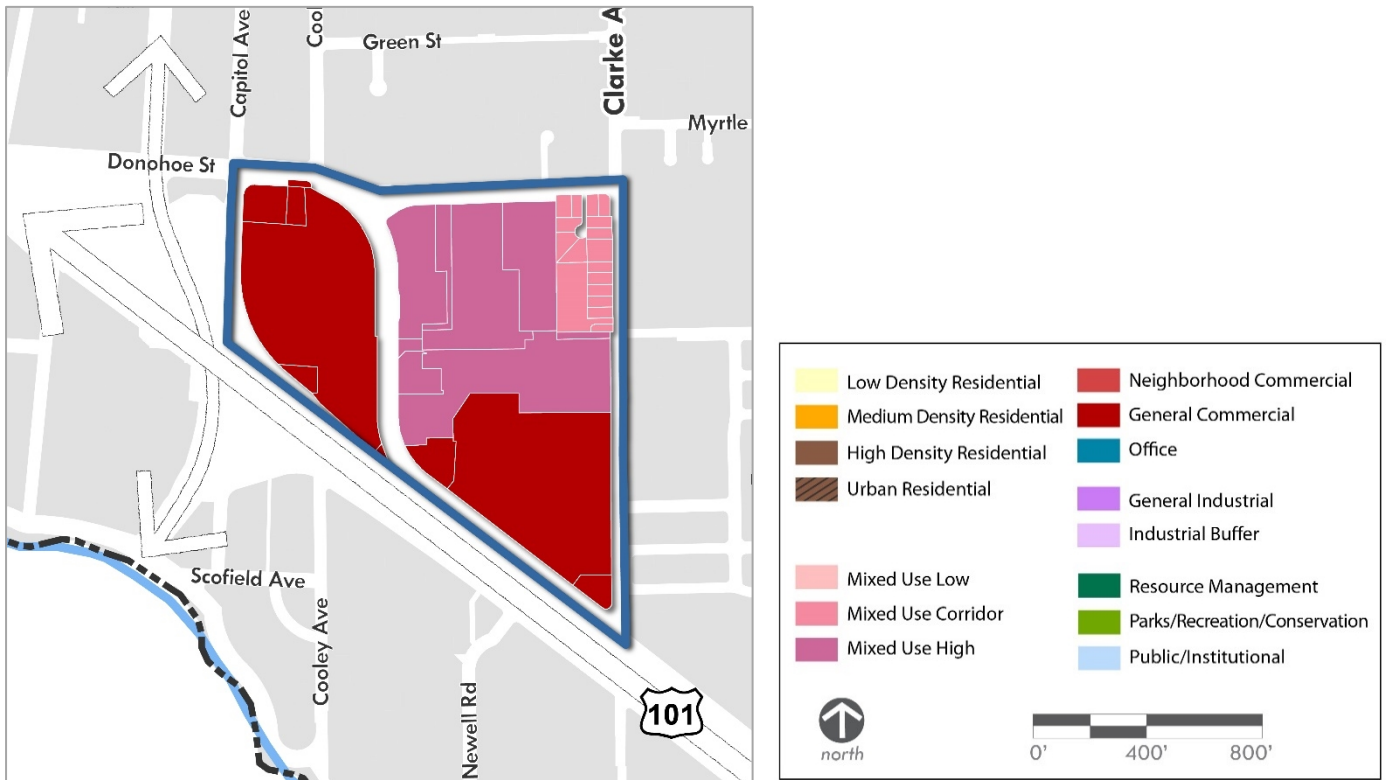 Capitol Ave
Cool
Green St
Clarke A
Myrtle
Donohoe St
Scofield Ave
Cooley Ave
Newell Rd
101
Low Density Residential
Medium Density Residential
High Density Residential
Urban Residential
Mixed Use Low
Mixed Use Corridor
Mixed Use High
Neighborhood Commercial
General Commercial
Office
General Industrial
Industrial Buffer
Resource Management
Parks/Recreation/Conservation
Public/Institutional
north
0' 400' 800'